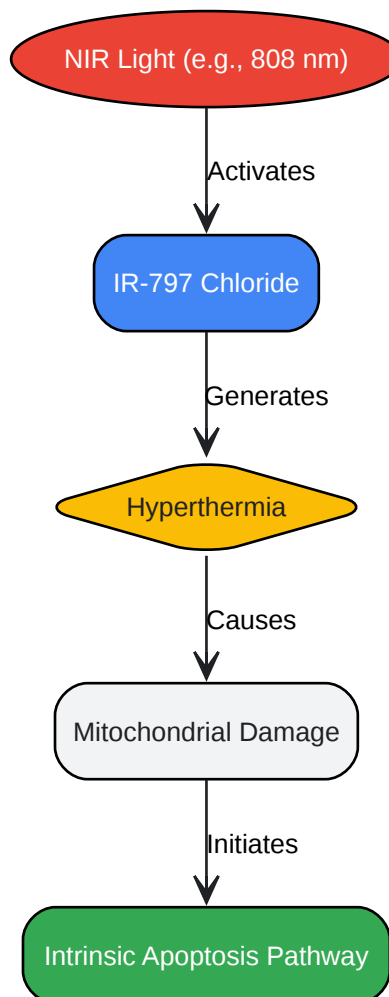 NIR Light (e.g., 808 nm)
Activates
IR-797 Chloride
Generates
Hyperthermia
Causes
Mitochondrial Damage
Initiates
Intrinsic Apoptosis Pathway